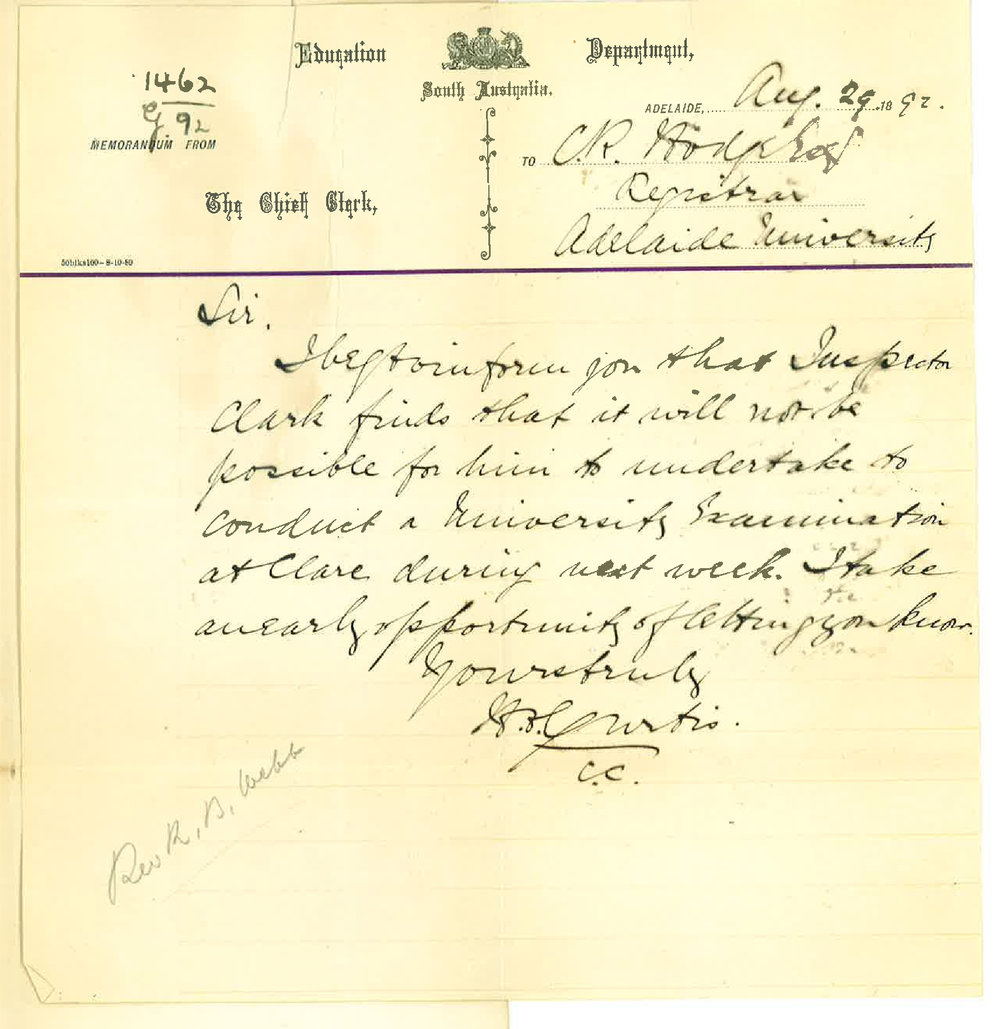 Education Department,
South Australia.
1462
G. 92
MEMORANDUM FROM
The Chief Clerk,
50blks100-8-10-90
ADELAIDE, Aug. 29 1892.
TO C.R. Hodge Esq
Registrar
Adelaide University
Sir.
I beg to inform you that Inspector
Clark finds that it will not be
possible for him to undertake to
conduct a University Examination
at Clare during next week. I take
an early opportunity of letting you know.
Yours truly
Curtis.
C.C.
Rev R. B. Webb